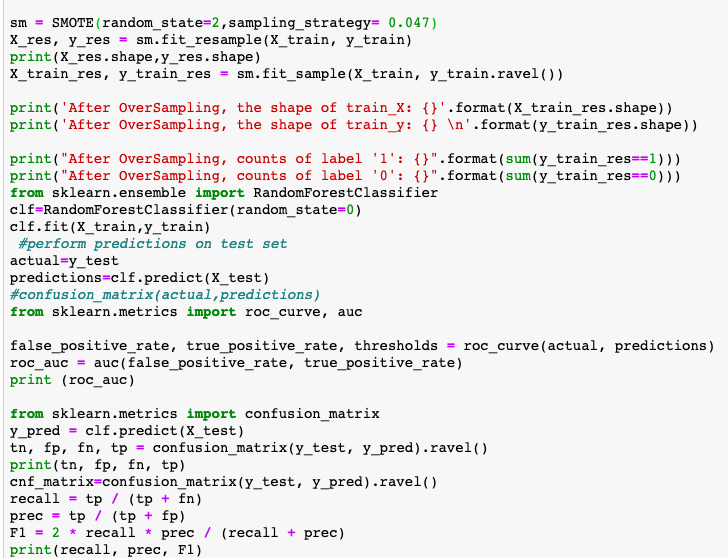 sm = SMOTE(random_state=2,sampling_strategy= 0.047)
X_res, y_res = sm.fit_resample(X_train, y_train)
print(X_res.shape,y_res.shape)
X_train_res, y_train_res = sm.fit_sample(X_train, y_train.ravel())

print('After OverSampling, the shape of train_X: {}'.format(X_train_res.shape))
print('After OverSampling, the shape of train_y: {} \n'.format(y_train_res.shape))

print("After OverSampling, counts of label '1': {}".format(sum(y_train_res==1)))
print("After OverSampling, counts of label '0': {}".format(sum(y_train_res==0)))
from sklearn.ensemble import RandomForestClassifier
clf=RandomForestClassifier(random_state=0)
clf.fit(X_train,y_train)
 #perform predictions on test set
actual=y_test
predictions=clf.predict(X_test)
#confusion_matrix(actual,predictions)
from sklearn.metrics import roc_curve, auc

false_positive_rate, true_positive_rate, thresholds = roc_curve(actual, predictions)
roc_auc = auc(false_positive_rate, true_positive_rate)
print (roc_auc)

from sklearn.metrics import confusion_matrix
y_pred = clf.predict(X_test)
tn, fp, fn, tp = confusion_matrix(y_test, y_pred).ravel()
print(tn, fp, fn, tp)
cnf_matrix=confusion_matrix(y_test, y_pred).ravel()
recall = tp / (tp + fn)
prec = tp / (tp + fp)
F1 = 2 * recall * prec / (recall + prec)
print(recall, prec, F1)